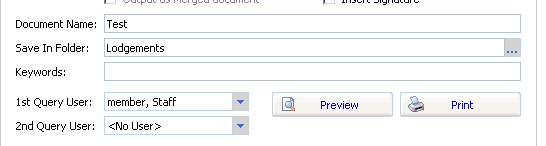 Output as Merged document Insert Signature
Document Name: Test
Save In Folder: Lodgements ...
Keywords:
1st Query User: member, Staff Preview Print
2nd Query User: <No User>